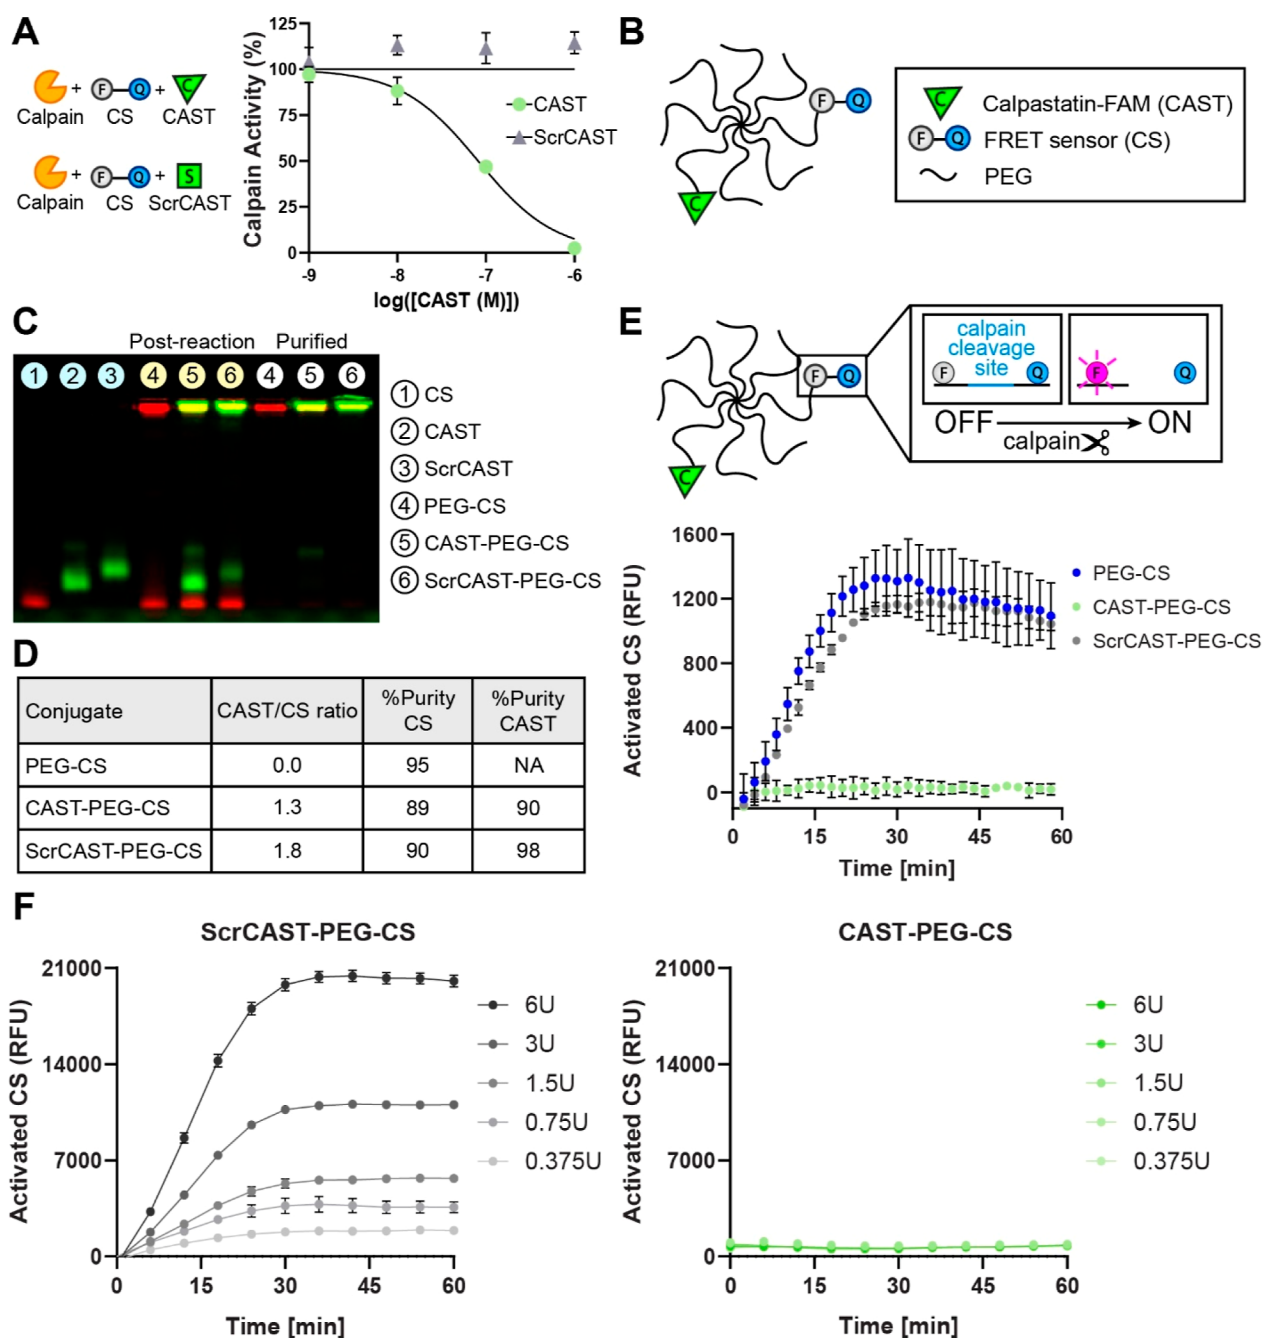 A
Calpain + F Q + C
Calpain CS CAST
+ F Q + S
Calpain CS ScrCAST
Calpain Activity (%)
125
100
75
50
25
0
-9 -8 -7 -6
log([CAST (M)])
CAST
ScrCAST
B
F Q
C
C Calpastatin-FAM (CAST)
F Q FRET sensor (CS)
PEG
C
Post-reaction Purified
1 2 3 4 5 6 4 5 6
1 CS
2 CAST
3 ScrCAST
4 PEG-CS
5 CAST-PEG-CS
6 ScrCAST-PEG-CS
D
Conjugate CAST/CS ratio %Purity CS %Purity CAST
PEG-CS 0.0 95 NA
CAST-PEG-CS 1.3 89 90
ScrCAST-PEG-CS 1.8 90 98
E
F Q
C
calpain
cleavage
site
F Q F Q
OFF ON
calpain
Activated CS (RFU)
1600
1200
800
400
0
0 15 30 45 60
Time [min]
PEG-CS
CAST-PEG-CS
ScrCAST-PEG-CS
F
ScrCAST-PEG-CS
Activated CS (RFU)
21000
14000
7000
0
0 15 30 45 60
Time [min]
6U
3U
1.5U
0.75U
0.375U
CAST-PEG-CS
Activated CS (RFU)
21000
14000
7000
0
0 15 30 45 60
Time [min]
6U
3U
1.5U
0.75U
0.375U